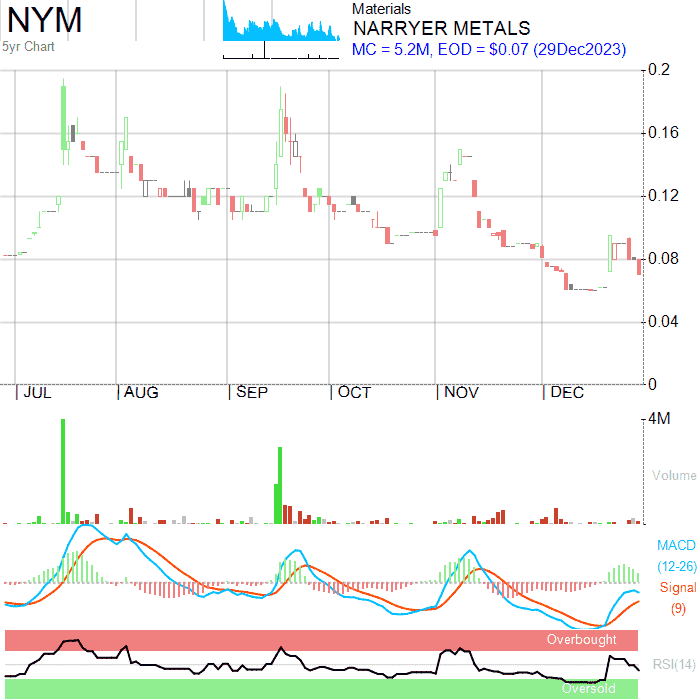 NYM
5yr Chart
Materials
NARRYER METALS
MC = 5.2M, EOD = $0.07 (29Dec2023)
0.2
0.16
0.12
0.08
0.04
0
JUL AUG SEP OCT NOV DEC
4M
Volume
MACD
(12-26)
Signal
(9)
Overbought
RSI(14)
Oversold